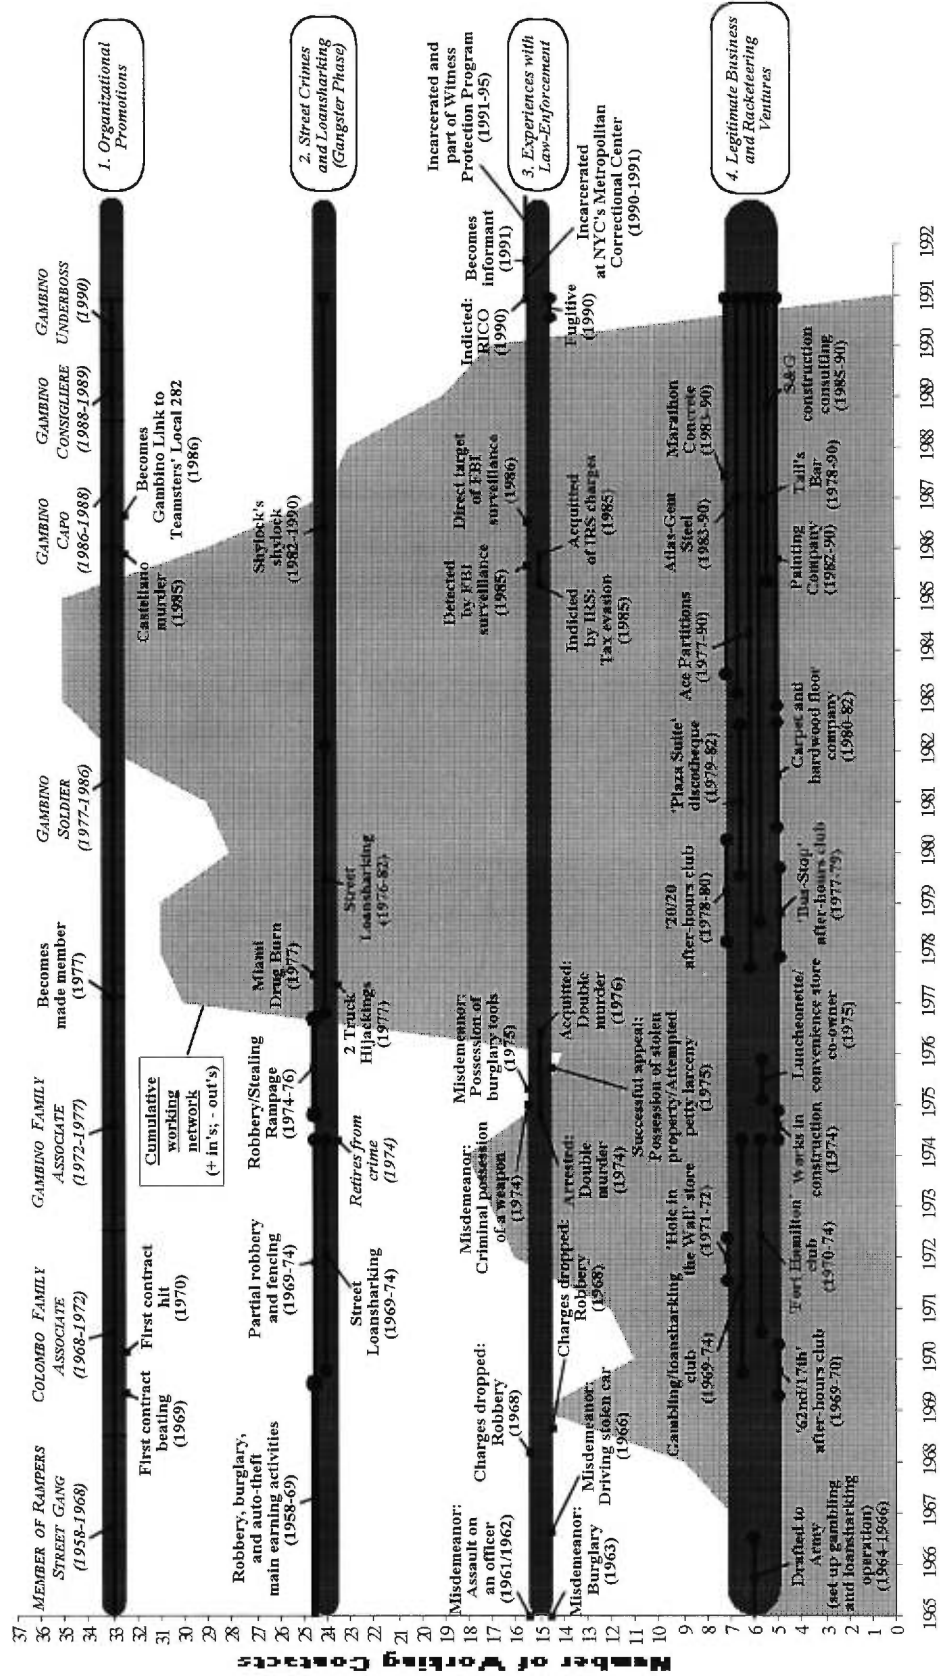 MEMBER OF RAMPERS
STREET GANG
(1958-1968)
COLOMBO FAMILY
ASSOCIATE
(1968-1972)
GAMBINO FAMILY
ASSOCIATE
(1972-1977)
Becomes
made member
(1977)
GAMBINO
SOLDIER
(1977-1986)
GAMBINO
CAPO
(1986-1988)
GAMBINO
CONSIGLIERE
(1988-1989)
GAMBINO
UNDERBOSS
(1990)
1. Organizational
Promotions
First contract
beating
(1969)
First contract
hit
(1970)
Cumulative
working
network
(+ in's; - out's)
Castellano
murder
(1985)
Becomes
Gambino Link to
Teamsters' Local 282
(1986)
Robbery, burglary,
and auto-theft
main earning activities
(1958-69)
Partial robbery
and fencing
(1969-74)
Robbery/Stealing
Rampage
(1974-76)
Miami
Drug Burn
(1977)
Shylock's
shylock
(1982-1990)
2. Street Crimes
and Loansharking
(Gangster Phase)
Street
Loansharking
(1969-74)
Retires from
crime
(1974)
2 Truck
Hijackings
(1977)
Street
Loansharking
(1976-82)
Misdemeanor:
Assault on
an officer
(1961/1962)
Charges dropped:
Robbery
(1968)
Misdemeanor:
Criminal possession
of a weapon
(1974)
Misdemeanor:
Possession of
burglary tools
(1975)
Detected
by FBI
surveillance
(1985)
Direct target
of FBI
surveillance
(1986)
Indicted:
RICO
(1990)
Becomes
informant
(1991)
Incarcerated and
part of Witness
Protection Program
(1991-95)
3. Experiences with
Law-Enforcement
Misdemeanor:
Burglary
(1963)
Misdemeanor:
Driving stolen car
(1966)
Charges dropped:
Robbery
(1968)
Arrested:
Double
murder
(1974)
Successful appeal:
Possession of stolen
property/Attempted
petty larceny
(1975)
Acquitted:
Double
murder
(1976)
Indicted
by IRS:
Tax evasion
(1985)
Acquitted
of IRS charges
(1985)
Fugitive
(1990)
Incarcerated
at NYC's Metropolitan
Correctional Center
(1990-1991)
Gambling/loansharking
club
(1969-74)
'Hole in
the Wall' store
(1971-72)
'20/20
after-hours club
(1978-80)
'Plaza Suite'
discotheque
(1979-82)
Ace Partitions
(1977-90)
Atlas-Gem
Steel
(1983-90)
Marathon
Concrete
(1983-90)
4. Legitimate Business
and Racketeering
Ventures
Drafted to
Army
(set up gambling
and loansharking
operation)
(1964-1966)
'62nd/17th'
after-hours club
(1969-70)
'Fort Hamilton'
club
(1970-74)
Works in
construction
(1974)
Luncheonette/
convenience store
co-owner
(1975)
'Bus-Stop'
after-hours club
(1977-79)
Carpet and
hardwood floor
company
(1980-82)
Painting
Company
(1982-90)
Tali's
Bar
(1978-90)
S&G
construction
consulting
(1985-90)
Number of Working Contacts
37
36
35
34
33
32
31
30
29
28
27
26
25
24
23
22
21
20
19
18
17
16
15
14
13
12
11
10
9
8
7
6
5
4
3
2
1
0
1965 1966 1967 1968 1969 1970 1971 1972 1973 1974 1975 1976 1977 1978 1979 1980 1981 1982 1983 1984 1985 1986 1987 1988 1989 1990 1991 1992